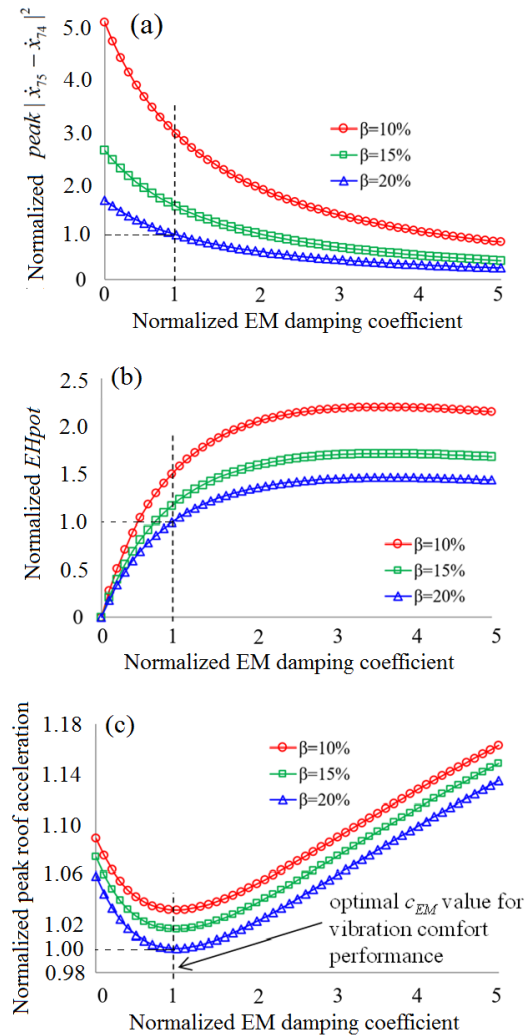 (a)
Normalized peak | ẋ75 − ẋ74 |²
5.0
4.0
3.0
2.0
1.0
0
β=10%
β=15%
β=20%
0 1 2 3 4 5
Normalized EM damping coefficient
(b)
Normalized EHpot
2.5
2.0
1.5
1.0
0.5
0
β=10%
β=15%
β=20%
0 1 2 3 4 5
Normalized EM damping coefficient
(c)
Normalized peak roof acceleration
1.18
1.14
1.10
1.06
1.02
1.00
0.98
β=10%
β=15%
β=20%
optimal cEM value for
vibration comfort
performance
0 1 2 3 4 5
Normalized EM damping coefficient